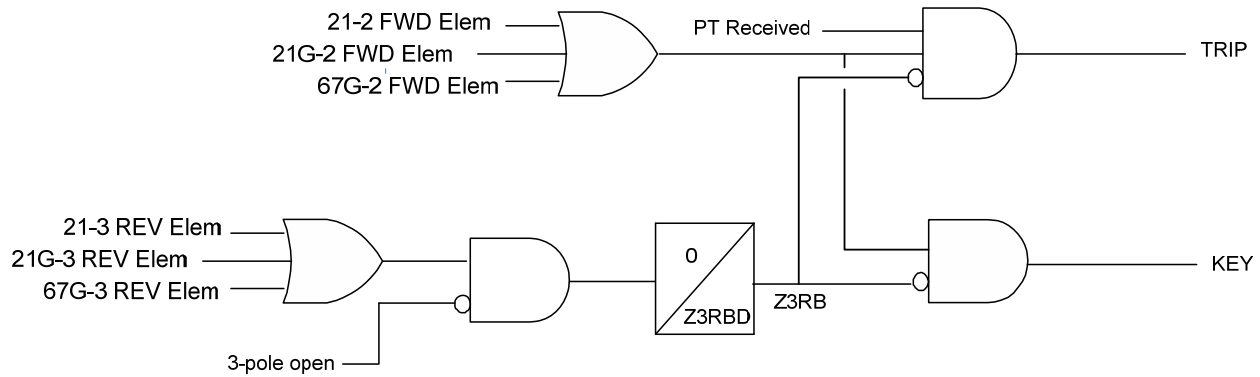 21-2 FWD Elem
21G-2 FWD Elem
67G-2 FWD Elem
PT Received
TRIP
21-3 REV Elem
21G-3 REV Elem
67G-3 REV Elem
3-pole open
0
Z3RBD
Z3RB
KEY